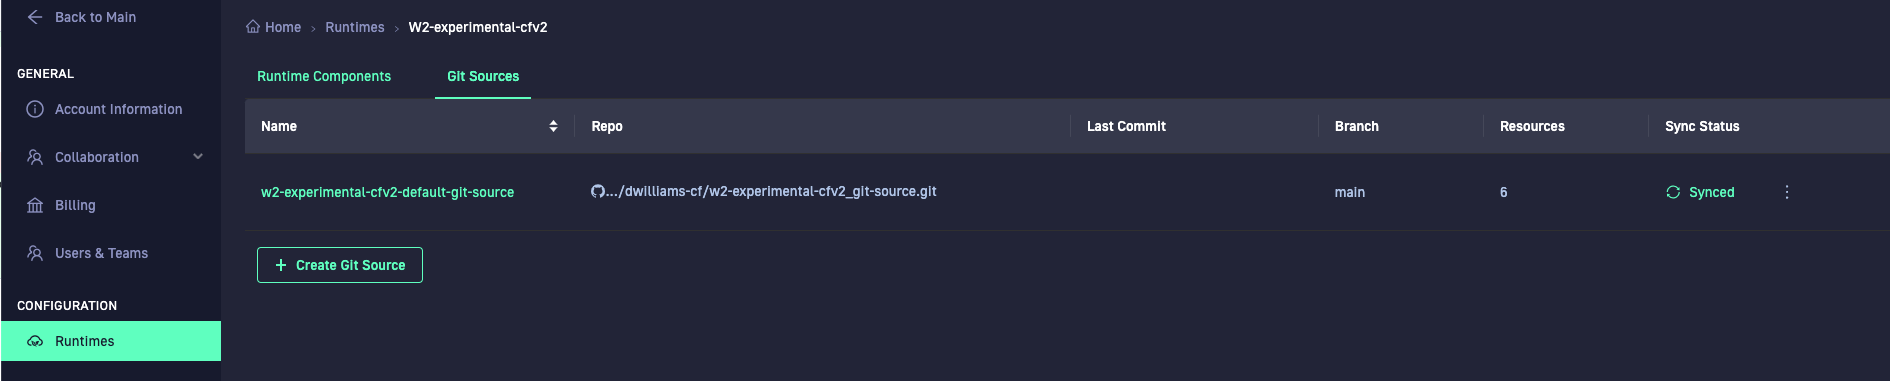 Back to Main
GENERAL
Account Information
Collaboration
Billing
Users & Teams
CONFIGURATION
Runtimes
Home › Runtimes › W2-experimental-cfv2
Runtime Components Git Sources
Name Repo Last Commit Branch Resources Sync Status
w2-experimental-cfv2-default-git-source .../dwilliams-cf/w2-experimental-cfv2_git-source.git main 6 Synced
+ Create Git Source